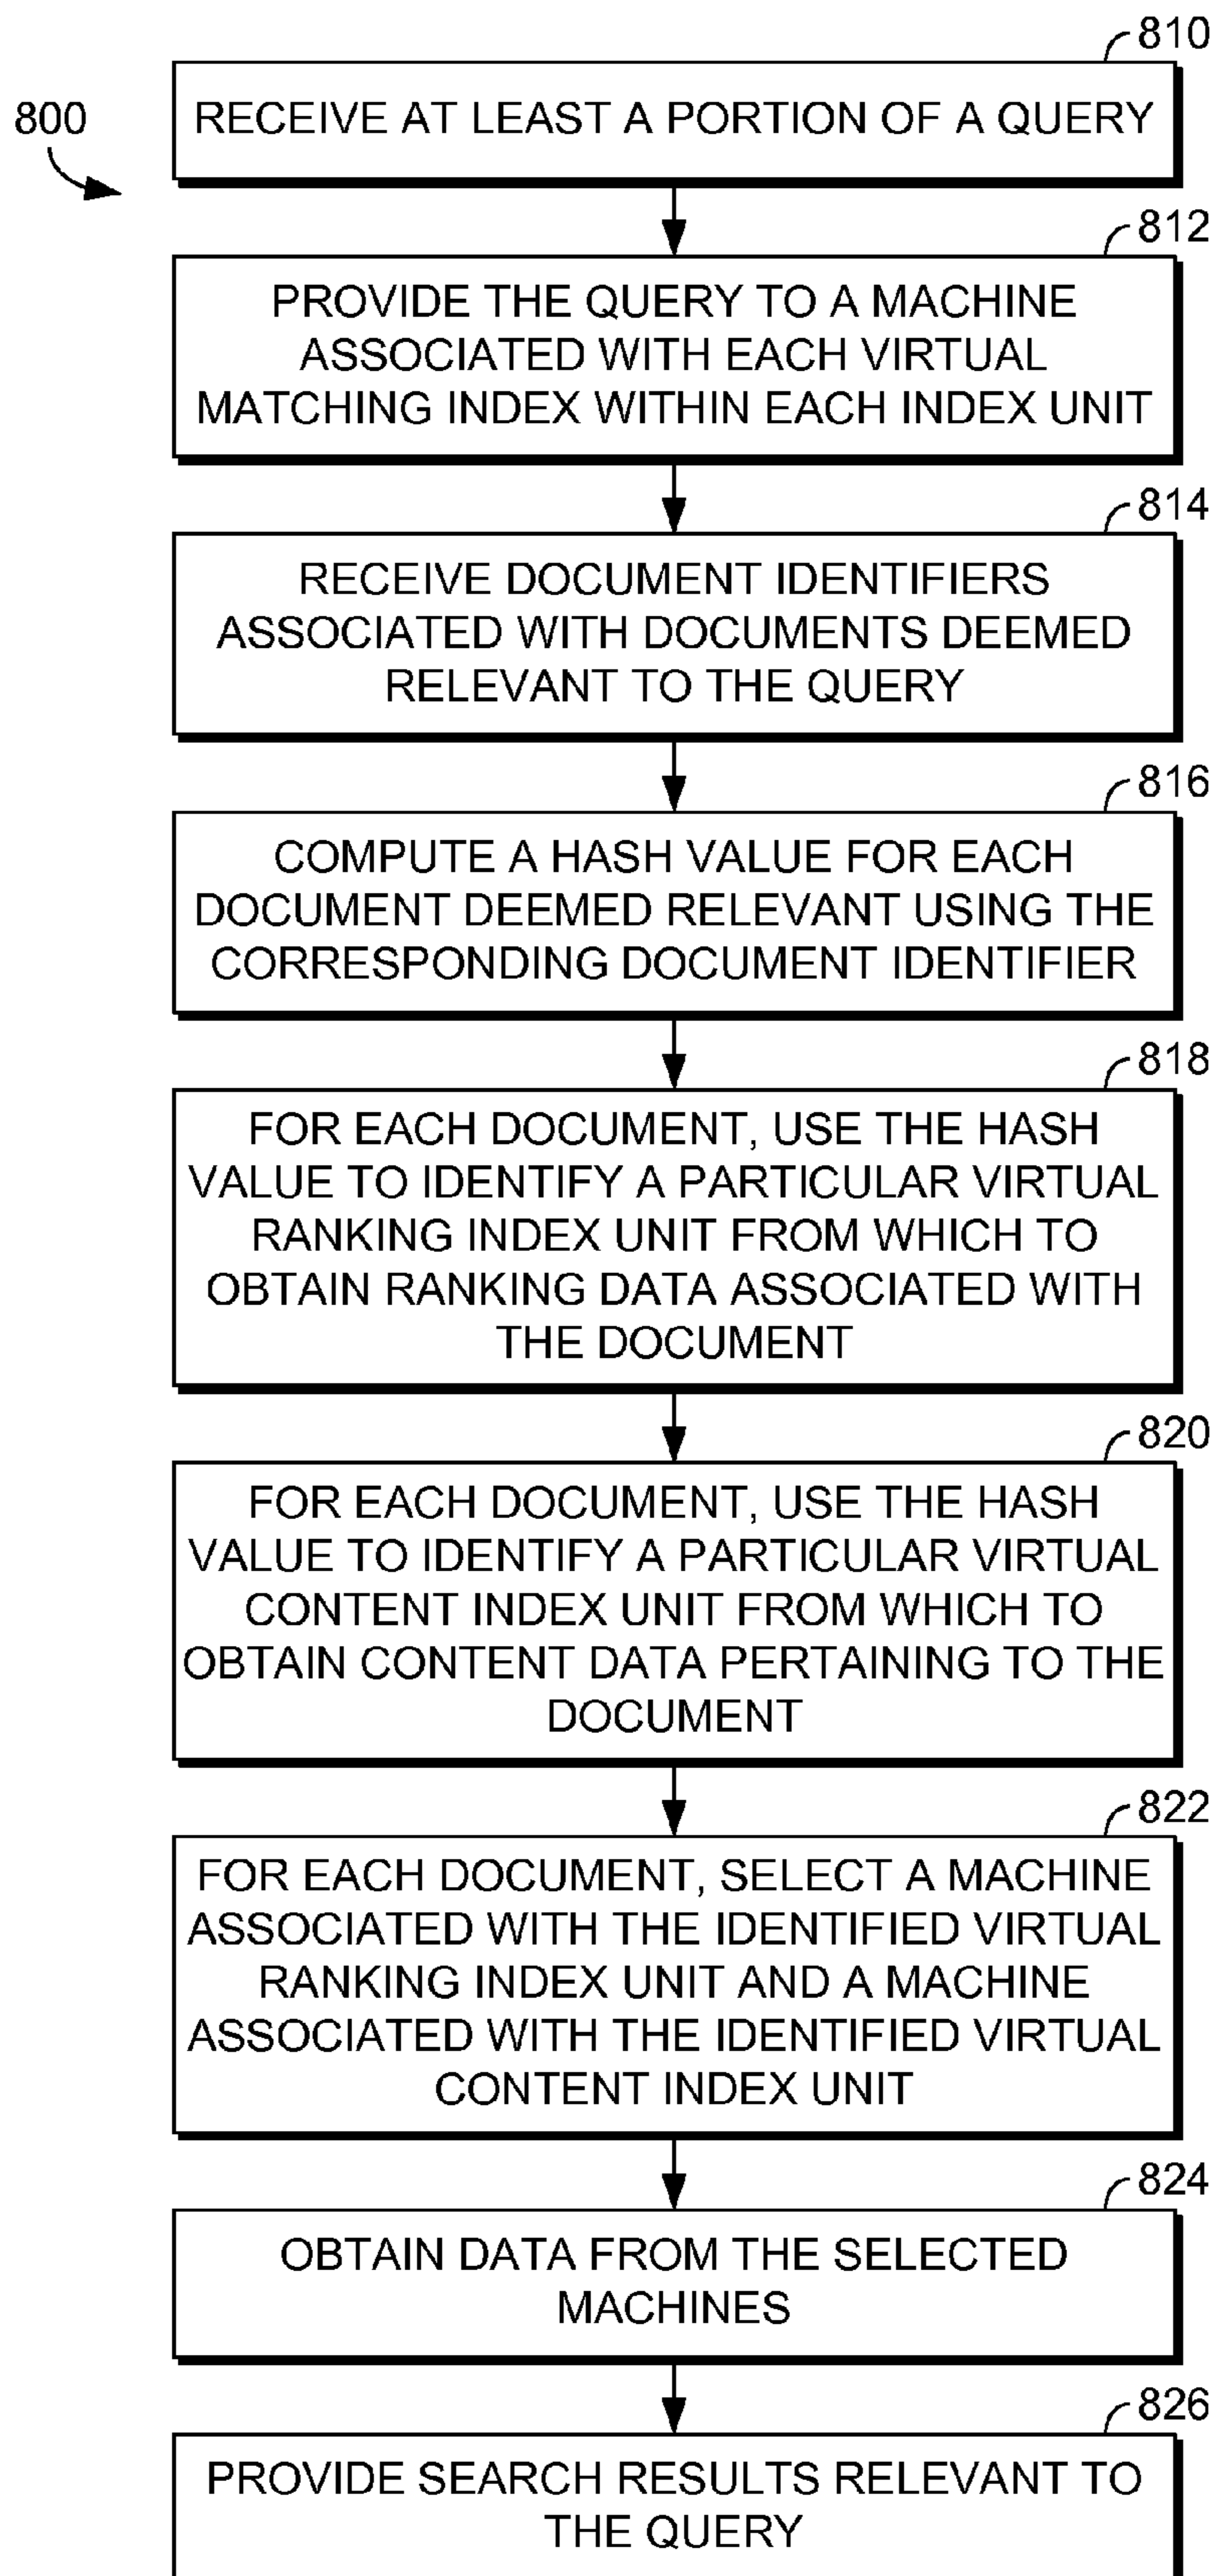 810
800
RECEIVE AT LEAST A PORTION OF A QUERY
812
PROVIDE THE QUERY TO A MACHINE
ASSOCIATED WITH EACH VIRTUAL
MATCHING INDEX WITHIN EACH INDEX UNIT
814
RECEIVE DOCUMENT IDENTIFIERS
ASSOCIATED WITH DOCUMENTS DEEMED
RELEVANT TO THE QUERY
816
COMPUTE A HASH VALUE FOR EACH
DOCUMENT DEEMED RELEVANT USING THE
CORRESPONDING DOCUMENT IDENTIFIER
818
FOR EACH DOCUMENT, USE THE HASH
VALUE TO IDENTIFY A PARTICULAR VIRTUAL
RANKING INDEX UNIT FROM WHICH TO
OBTAIN RANKING DATA ASSOCIATED WITH
THE DOCUMENT
820
FOR EACH DOCUMENT, USE THE HASH
VALUE TO IDENTIFY A PARTICULAR VIRTUAL
CONTENT INDEX UNIT FROM WHICH TO
OBTAIN CONTENT DATA PERTAINING TO THE
DOCUMENT
822
FOR EACH DOCUMENT, SELECT A MACHINE
ASSOCIATED WITH THE IDENTIFIED VIRTUAL
RANKING INDEX UNIT AND A MACHINE
ASSOCIATED WITH THE IDENTIFIED VIRTUAL
CONTENT INDEX UNIT
824
OBTAIN DATA FROM THE SELECTED
MACHINES
826
PROVIDE SEARCH RESULTS RELEVANT TO
THE QUERY